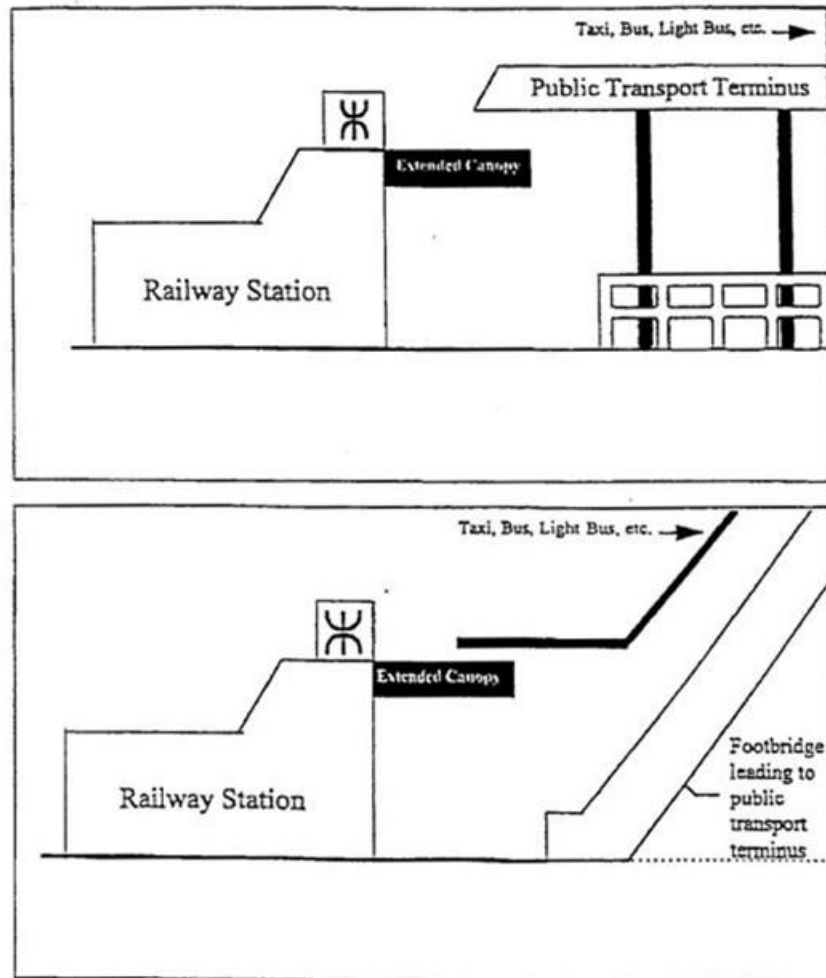 Taxi, Bus, Light Bus, etc.
Public Transport Terminus
Extended Canopy
Railway Station
Taxi, Bus, Light Bus, etc.
Extended Canopy
Railway Station
Footbridge
leading to
public
transport
terminus